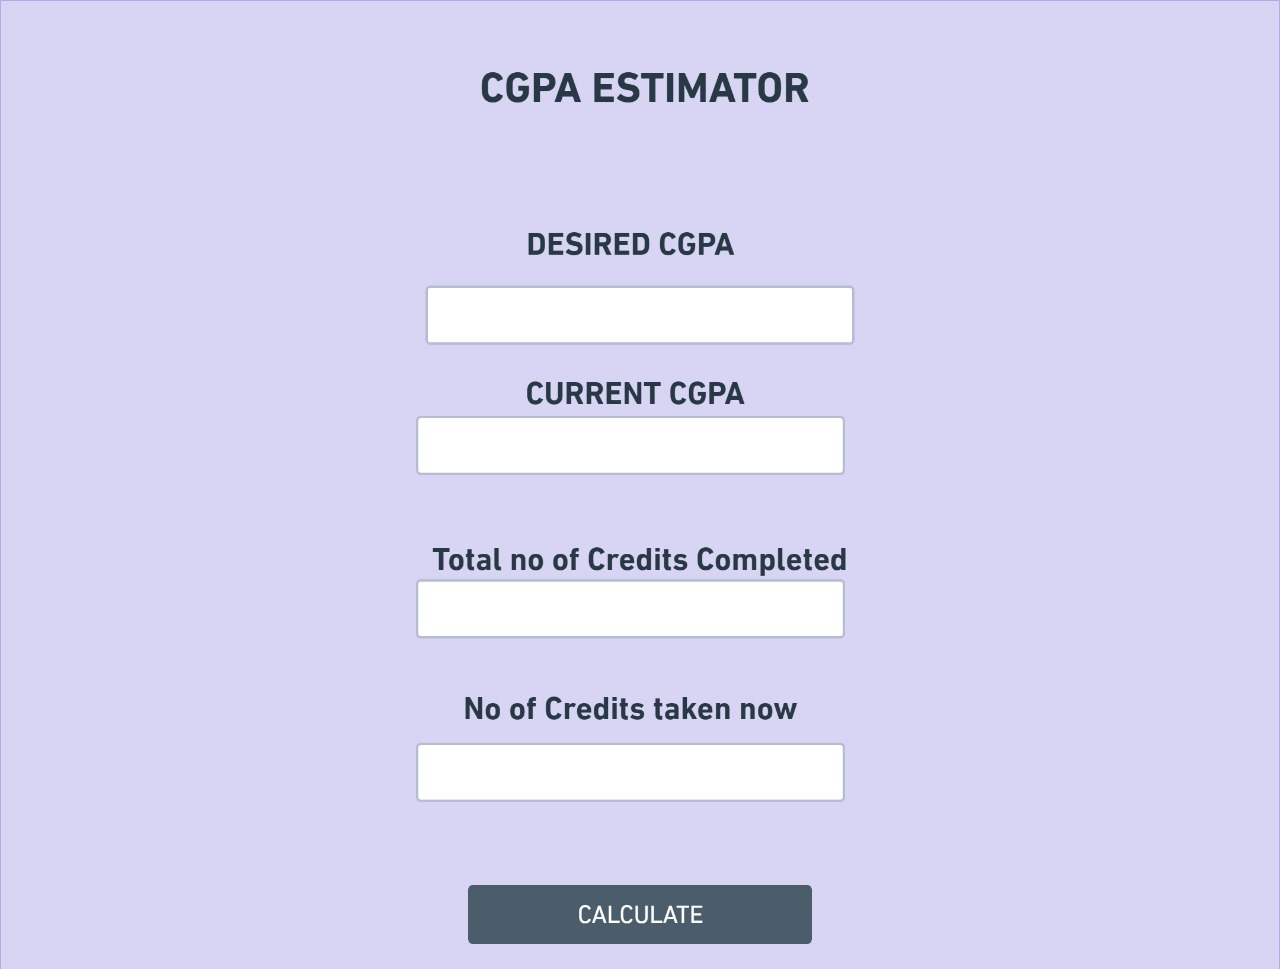 CGPA ESTIMATOR
DESIRED CGPA
CURRENT CGPA
Total no of Credits Completed
No of Credits taken now
CALCULATE